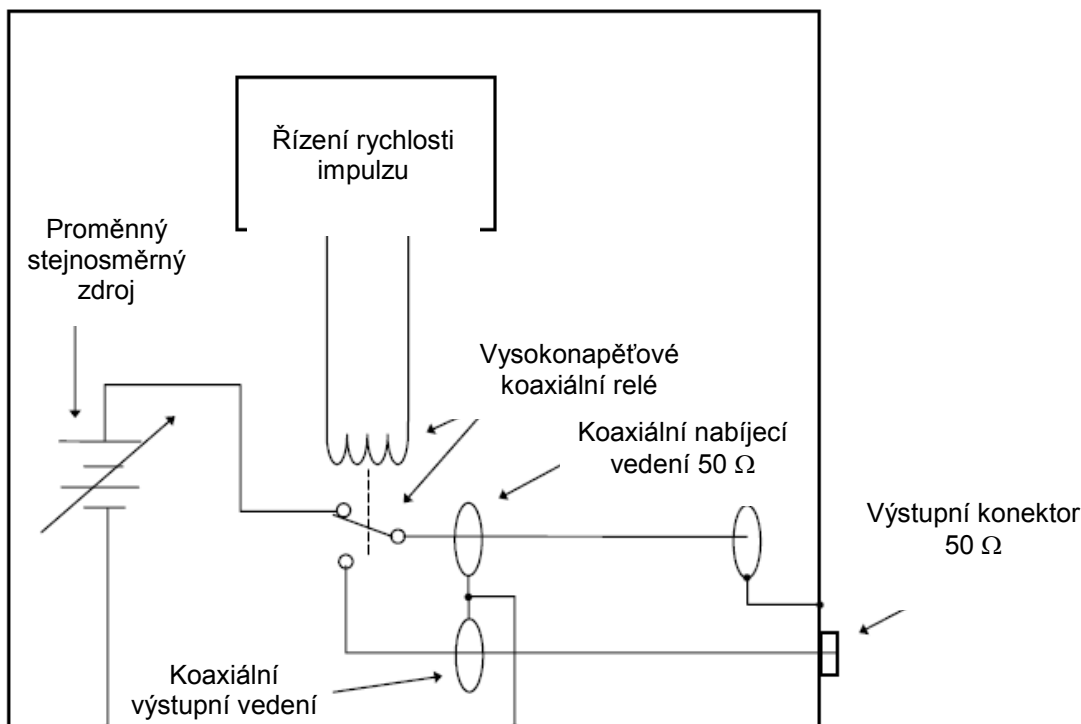 Řízení rychlosti
impulzu
Proměnný
stejnosměrný
zdroj
Vysokonapěťové
koaxiální relé
Koaxiální nabíjecí
vedení 50 Ω
Výstupní konektor
50 Ω
Koaxiální
výstupní vedení